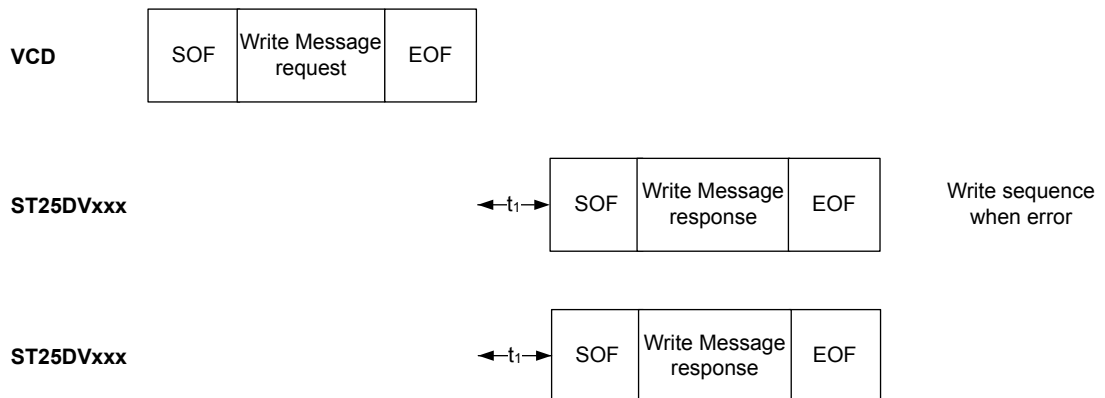 VCD SOF Write Message request EOF
ST25DVxxx t₁ SOF Write Message response EOF Write sequence when error
ST25DVxxx t₁ SOF Write Message response EOF